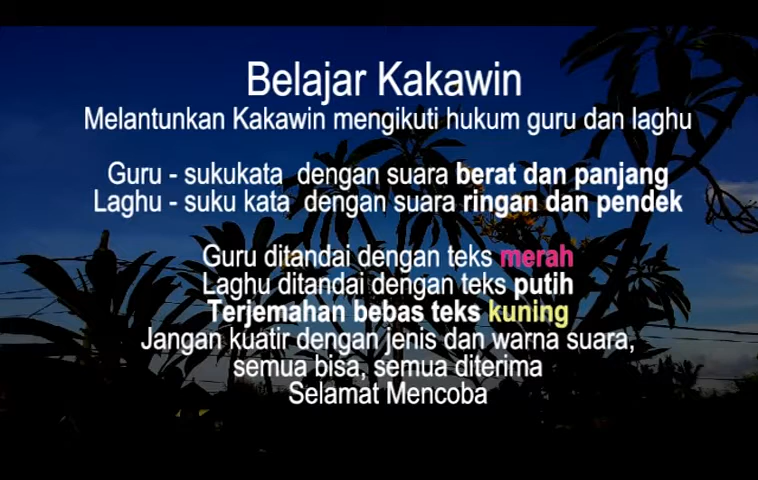 Belajar Kakawin
Melantunkan Kakawin mengikuti hukum guru dan laghu
Guru - sukukata dengan suara berat dan panjang
Laghu - suku kata dengan suara ringan dan pendek
Guru ditandai dengan teks merah
Laghu ditandai dengan teks putih
Terjemahan bebas teks kuning
Jangan kuatir dengan jenis dan warna suara,
semua bisa, semua diterima
Selamat Mencoba